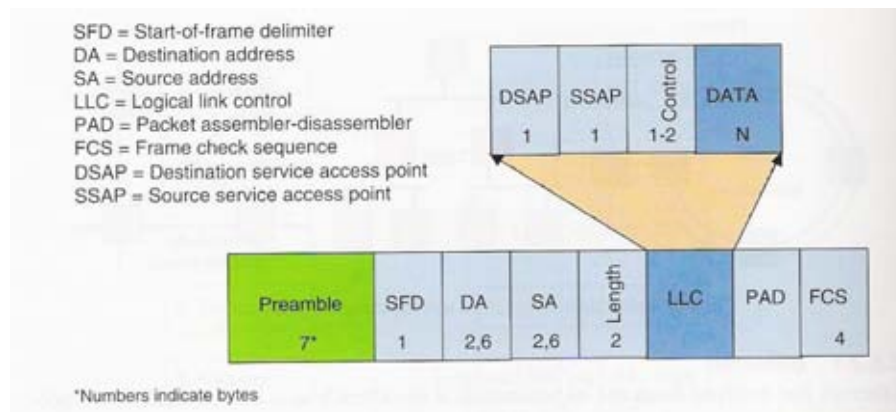 SFD = Start-of-frame delimiter
DA = Destination address
SA = Source address
LLC = Logical link control
PAD = Packet assembler-disassembler
FCS = Frame check sequence
DSAP = Destination service access point
SSAP = Source service access point
DSAP SSAP Control DATA
1 1 1-2 N
Preamble SFD DA SA Length LLC PAD FCS
7* 1 2,6 2,6 2 4
*Numbers indicate bytes